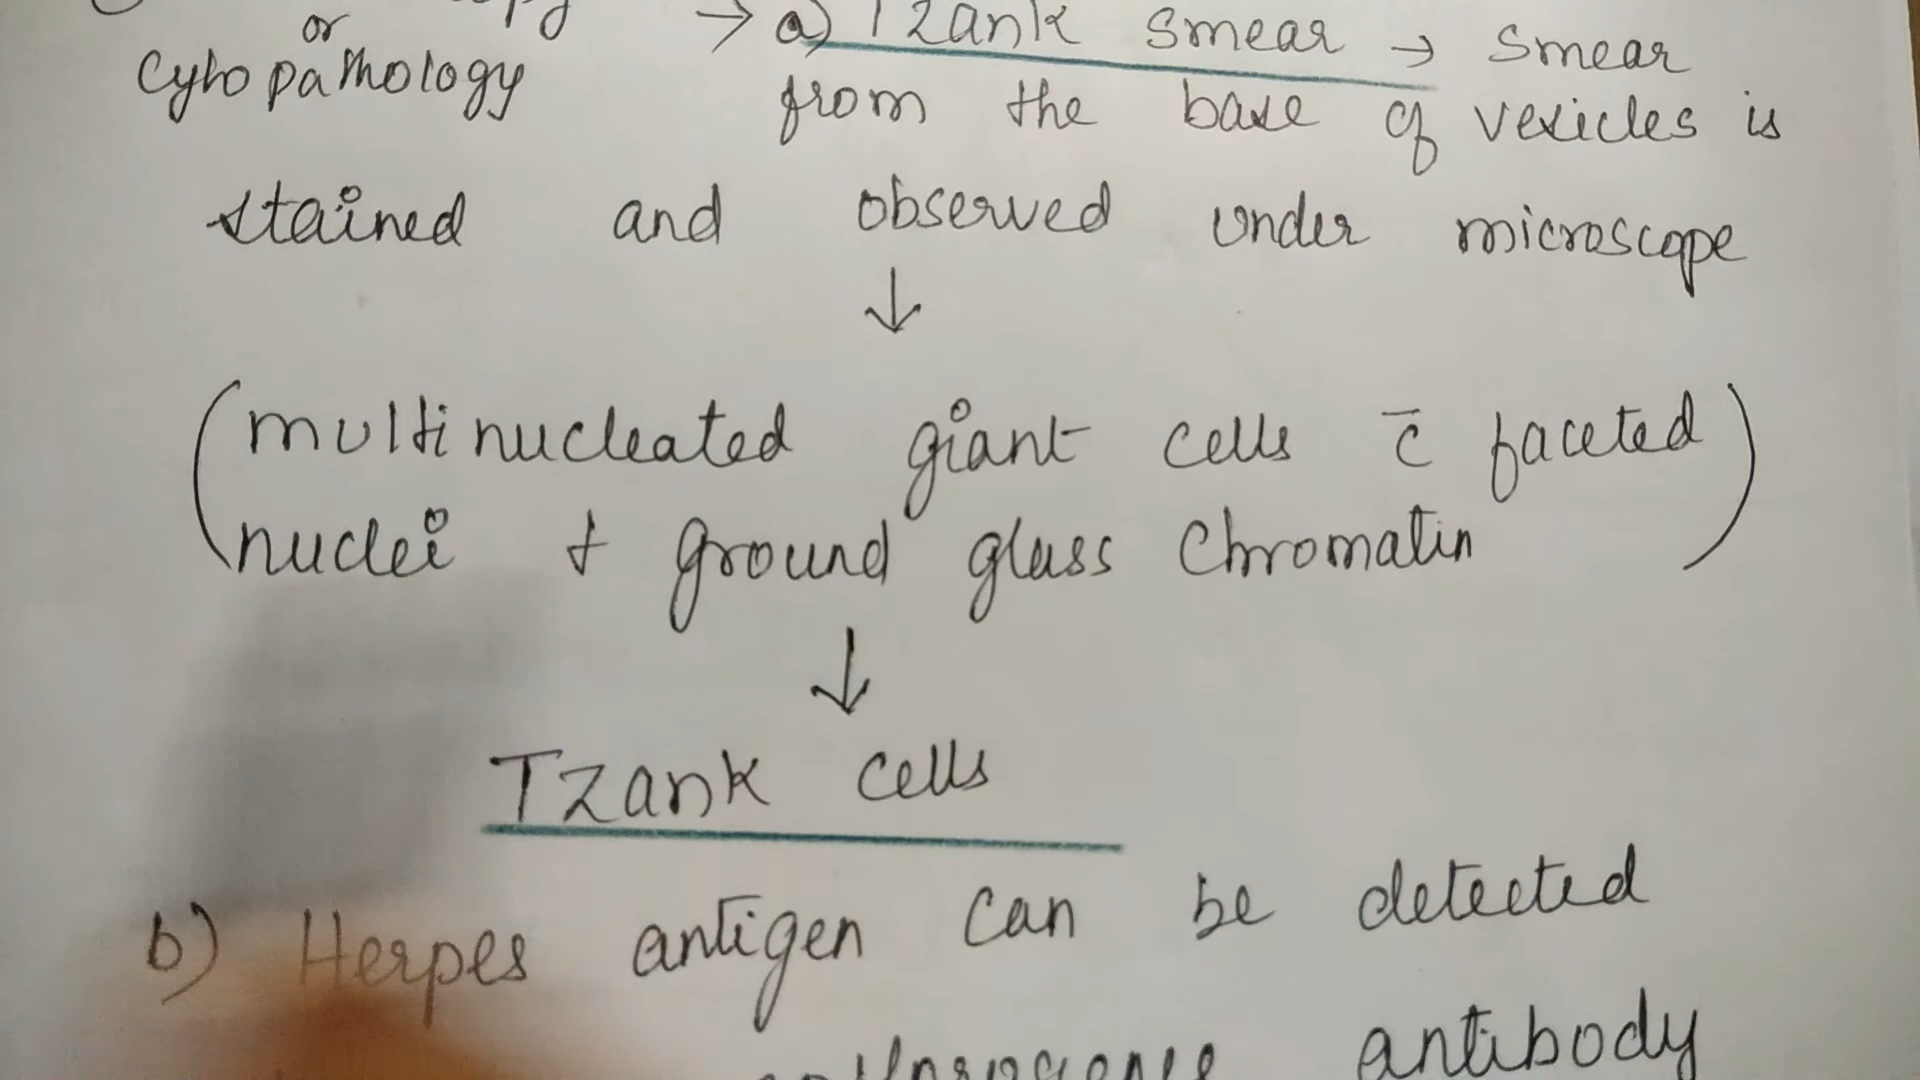 or
Cytopathology
→ a) Tzank smear → smear
from the base of vesicles is
stained and observed under microscope
↓
(multinucleated giant cells c̄ faceted
nuclei + ground glass chromatin)
↓
Tzank cells
b) Herpes antigen can be detected
antibody